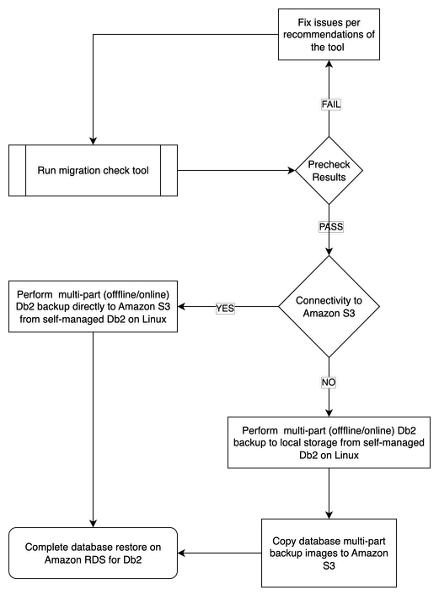 Fix issues per
recommendations of
the tool
FAIL
Run migration check tool
Precheck
Results
PASS
Connectivity to
Amazon S3
Perform multi-part (offline/online)
Db2 backup directly to Amazon S3
from self-managed Db2 on Linux
YES
NO
Perform multi-part (offline/online) Db2
backup to local storage from self-managed
Db2 on Linux
Copy database multi-part
backup images to Amazon
S3
Complete database restore on
Amazon RDS for Db2